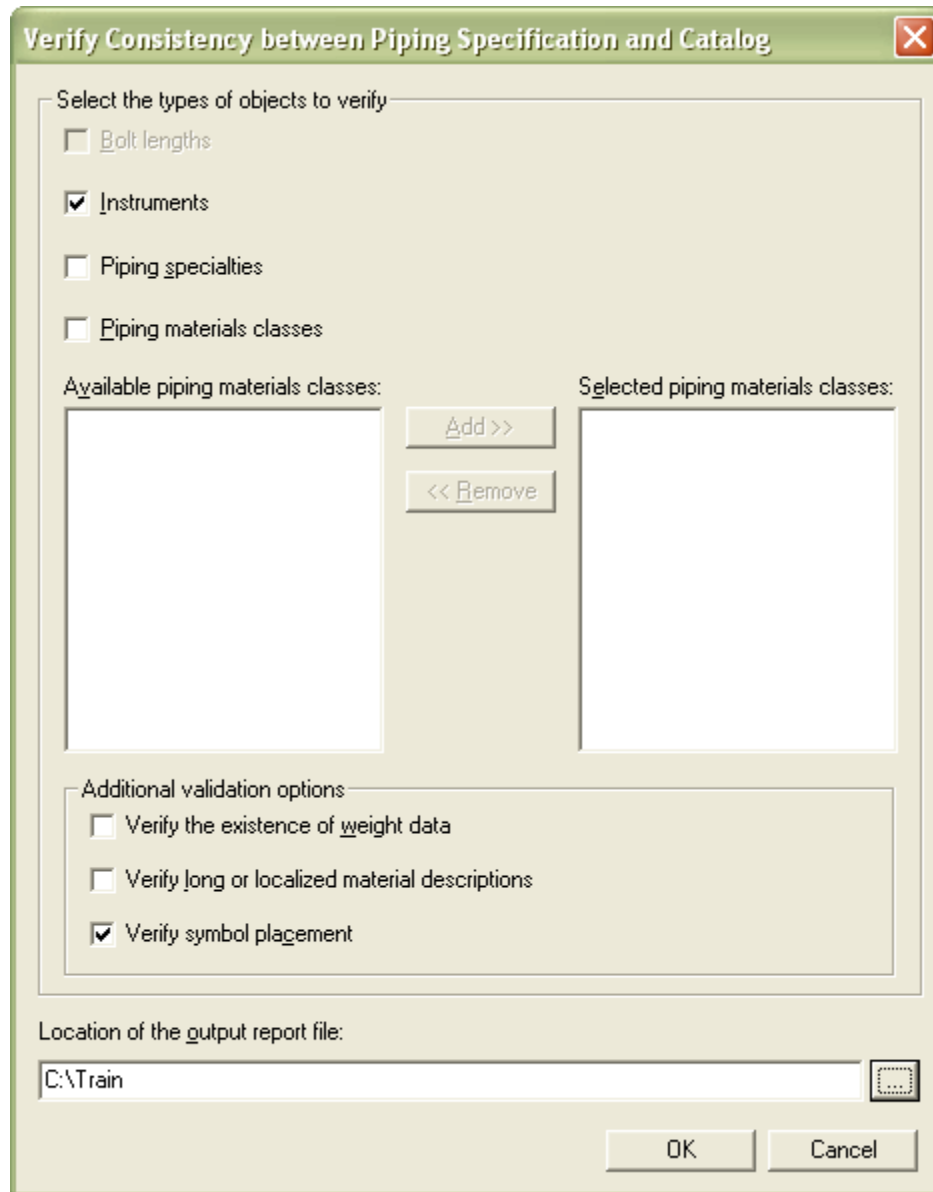 Verify Consistency between Piping Specification and Catalog
Select the types of objects to verify
Bolt lengths
Instruments
Piping specialties
Piping materials classes
Available piping materials classes:
Selected piping materials classes:
Add >>
<< Remove
Additional validation options
Verify the existence of weight data
Verify long or localized material descriptions
Verify symbol placement
Location of the output report file:
C:\Train
...
OK
Cancel